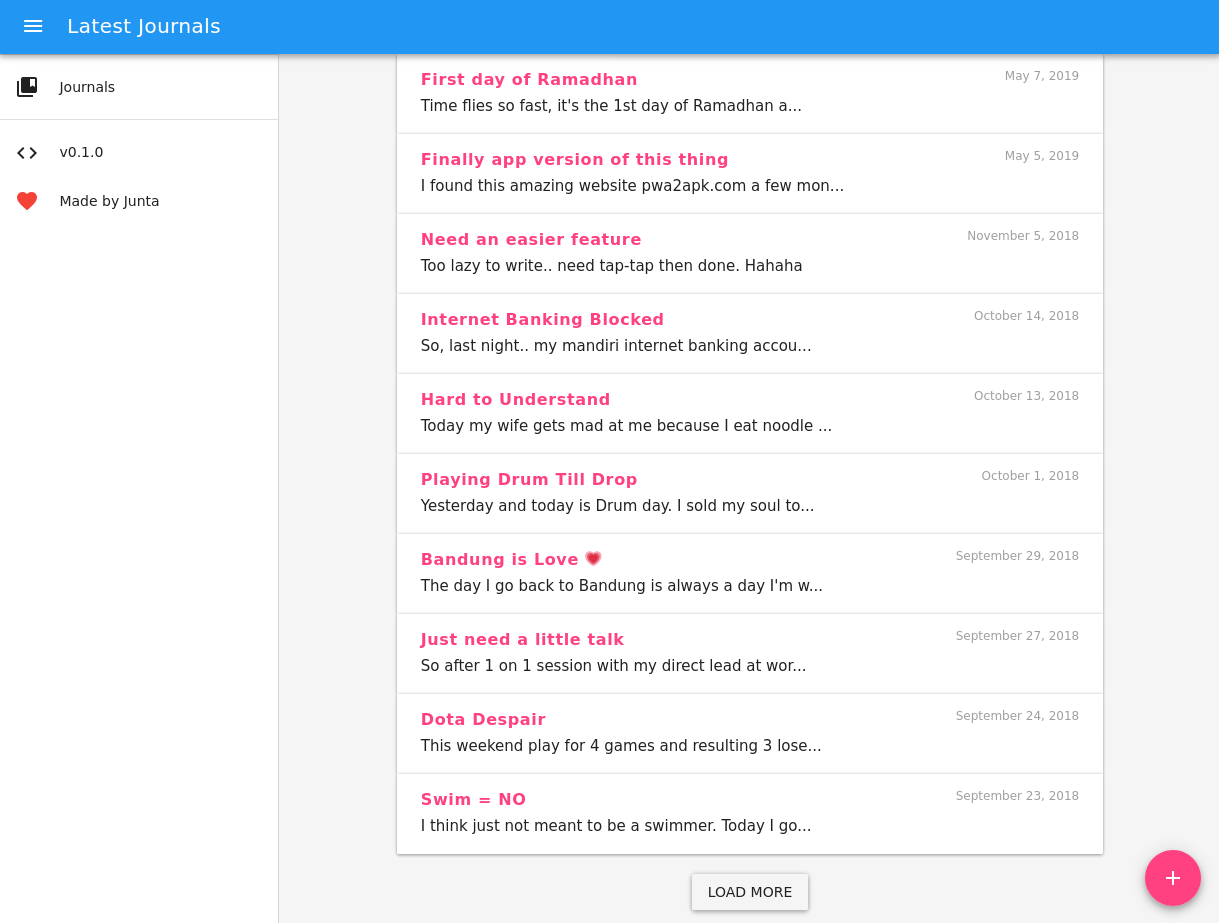 Latest Journals
Journals
v0.1.0
Made by Junta
First day of Ramadhan
May 7, 2019
Time flies so fast, it's the 1st day of Ramadhan a...
Finally app version of this thing
May 5, 2019
I found this amazing website pwa2apk.com a few mon...
Need an easier feature
November 5, 2018
Too lazy to write.. need tap-tap then done. Hahaha
Internet Banking Blocked
October 14, 2018
So, last night.. my mandiri internet banking accou...
Hard to Understand
October 13, 2018
Today my wife gets mad at me because I eat noodle ...
Playing Drum Till Drop
October 1, 2018
Yesterday and today is Drum day. I sold my soul to...
Bandung is Love 💗
September 29, 2018
The day I go back to Bandung is always a day I'm w...
Just need a little talk
September 27, 2018
So after 1 on 1 session with my direct lead at wor...
Dota Despair
September 24, 2018
This weekend play for 4 games and resulting 3 lose...
Swim = NO
September 23, 2018
I think just not meant to be a swimmer. Today I go...
LOAD MORE